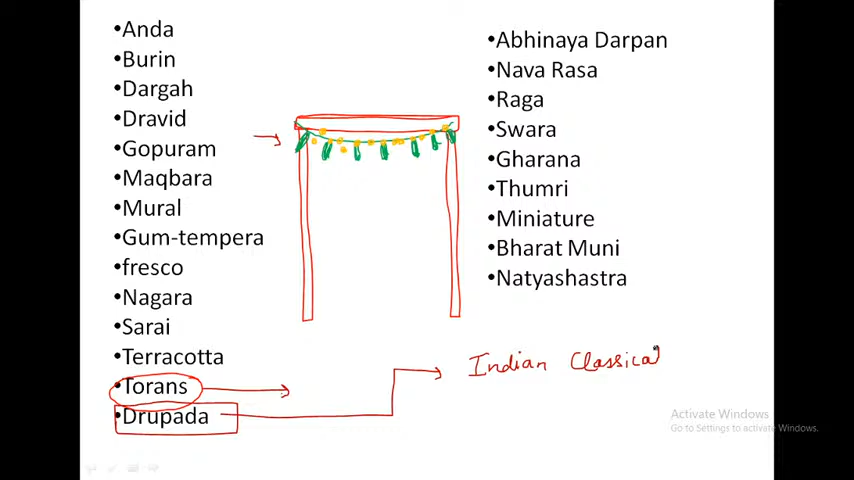 •Anda
•Burin
•Dargah
•Dravid
•Gopuram
•Maqbara
•Mural
•Gum-tempera
•fresco
•Nagara
•Sarai
•Terracotta
•Torans
•Drupada
•Abhinaya Darpan
•Nava Rasa
•Raga
•Swara
•Gharana
•Thumri
•Miniature
•Bharat Muni
•Natyashastra
Indian Classical
Activate Windows
Go to Settings to activate Windows.